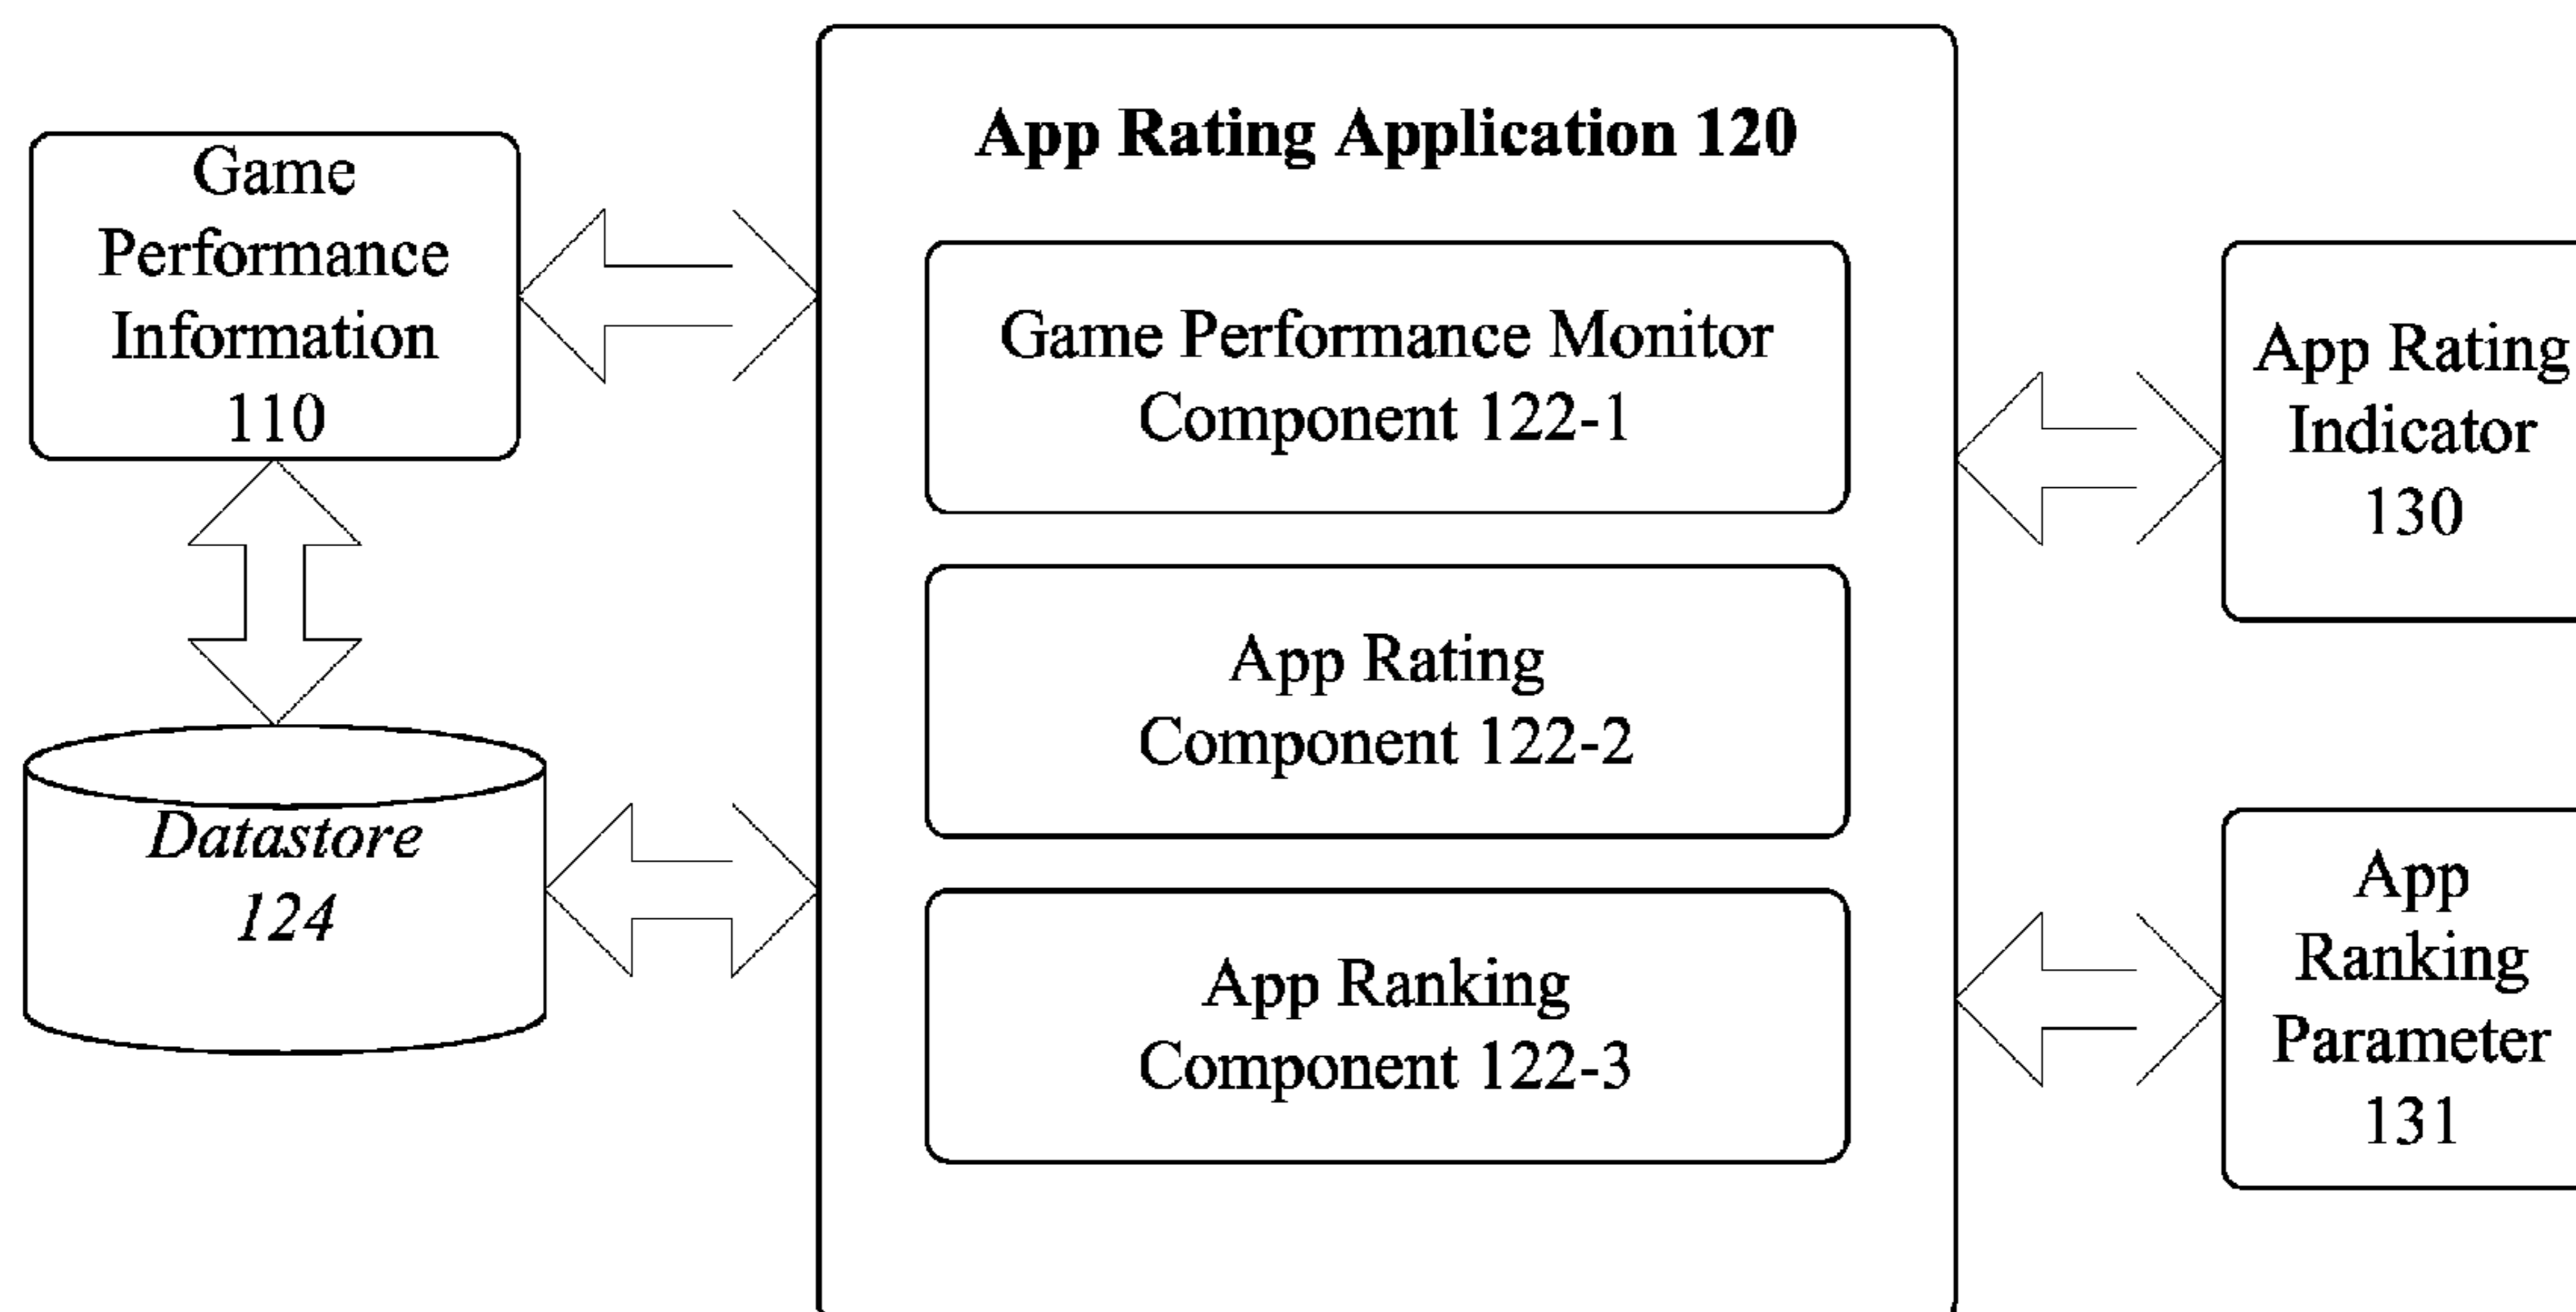 App Rating Application 120
Game
Performance
Information
110
Game Performance Monitor
Component 122-1
App Rating
Indicator
130
App Rating
Component 122-2
Datastore
124
App
Ranking
Parameter
131
App Ranking
Component 122-3